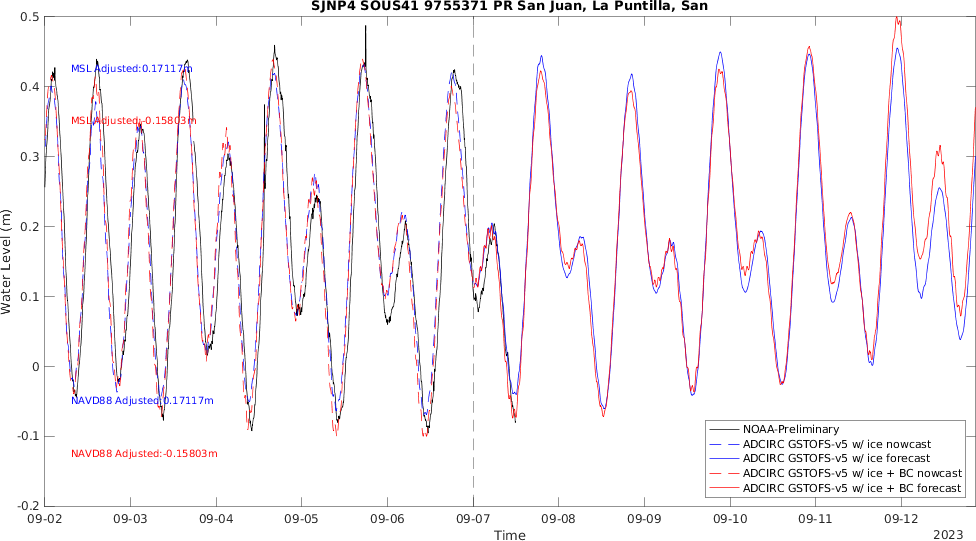 SJNP4 SOUS41 9755371 PR San Juan, La Puntilla, San
0.5
0.4
0.3
0.2
0.1
0
-0.1
-0.2
Water Level (m)
MSL Adjusted:0.17117m
MSL Adjusted:-0.15803m
NAVD88 Adjusted:0.17117m
NAVD88 Adjusted:-0.15803m
NOAA-Preliminary
ADCIRC GSTOFS-v5 w/ ice nowcast
ADCIRC GSTOFS-v5 w/ ice forecast
ADCIRC GSTOFS-v5 w/ ice + BC nowcast
ADCIRC GSTOFS-v5 w/ ice + BC forecast
09-02 09-03 09-04 09-05 09-06 09-07 09-08 09-09 09-10 09-11 09-12
Time
2023